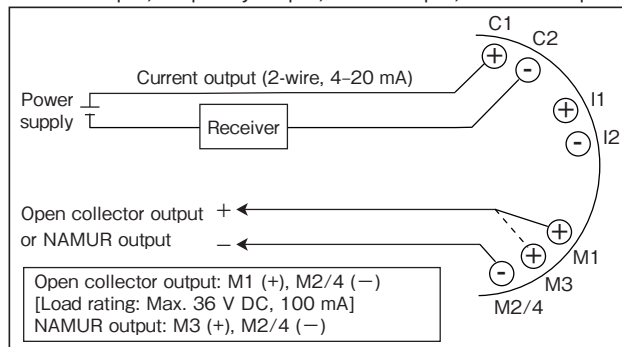 C1
C2
Current output (2-wire, 4–20 mA)
Power
supply
Receiver
I1
I2
Open collector output
or NAMUR output
+
−
M1
M3
M2/4
Open collector output: M1 (+), M2/4 (−)
[Load rating: Max. 36 V DC, 100 mA]
NAMUR output: M3 (+), M2/4 (−)